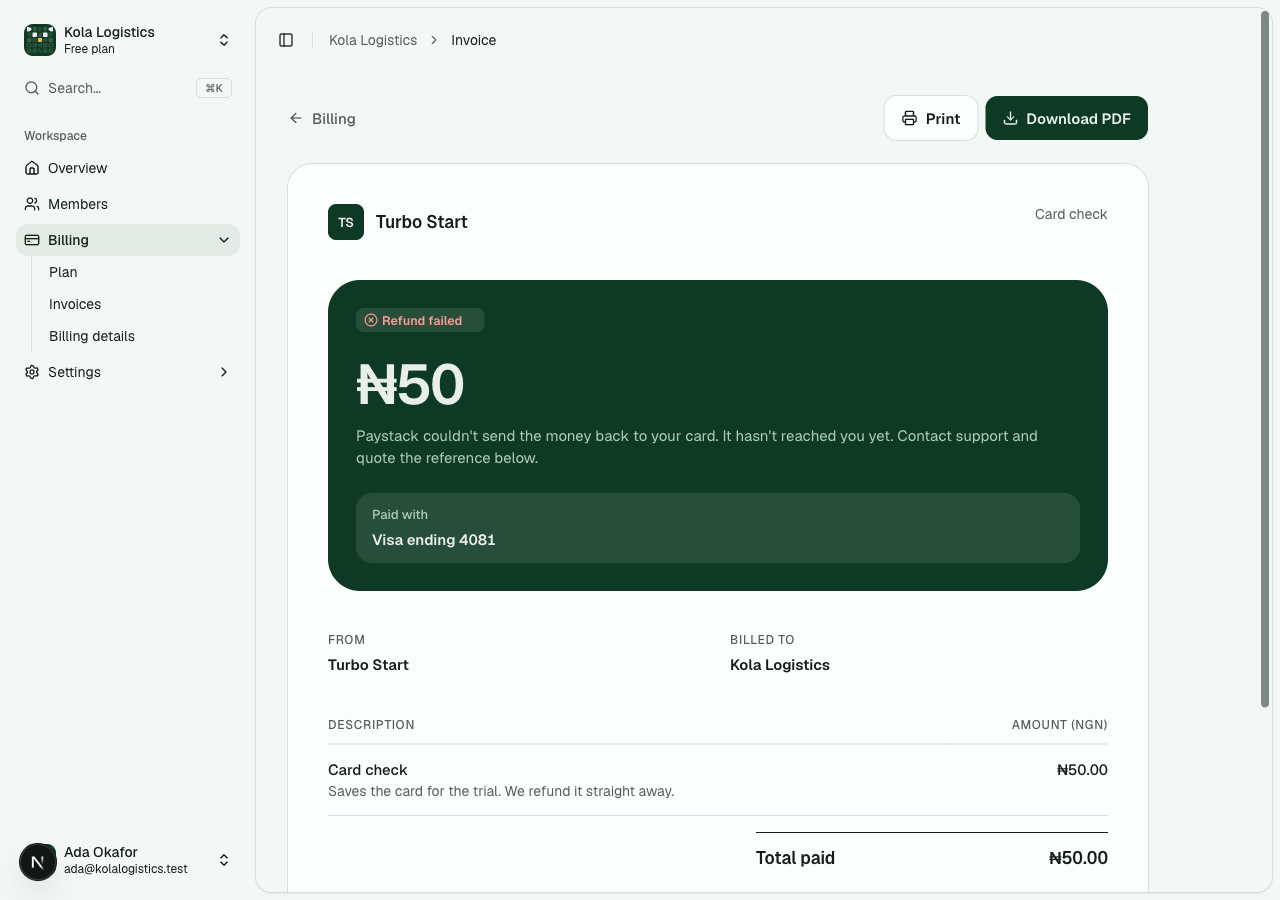 Kola Logistics
Free plan
Search...
⌘K
Workspace
Overview
Members
Billing
Plan
Invoices
Billing details
Settings
Ada Okafor
ada@kolalogistics.test
N
Kola Logistics
Invoice
Billing
Print
Download PDF
TS
Turbo Start
Card check
Refund failed
₦50
Paystack couldn't send the money back to your card. It hasn't reached you yet. Contact support and
quote the reference below.
Paid with
Visa ending 4081
FROM
Turbo Start
BILLED TO
Kola Logistics
DESCRIPTION
AMOUNT (NGN)
Card check
₦50.00
Saves the card for the trial. We refund it straight away.
Total paid
₦50.00